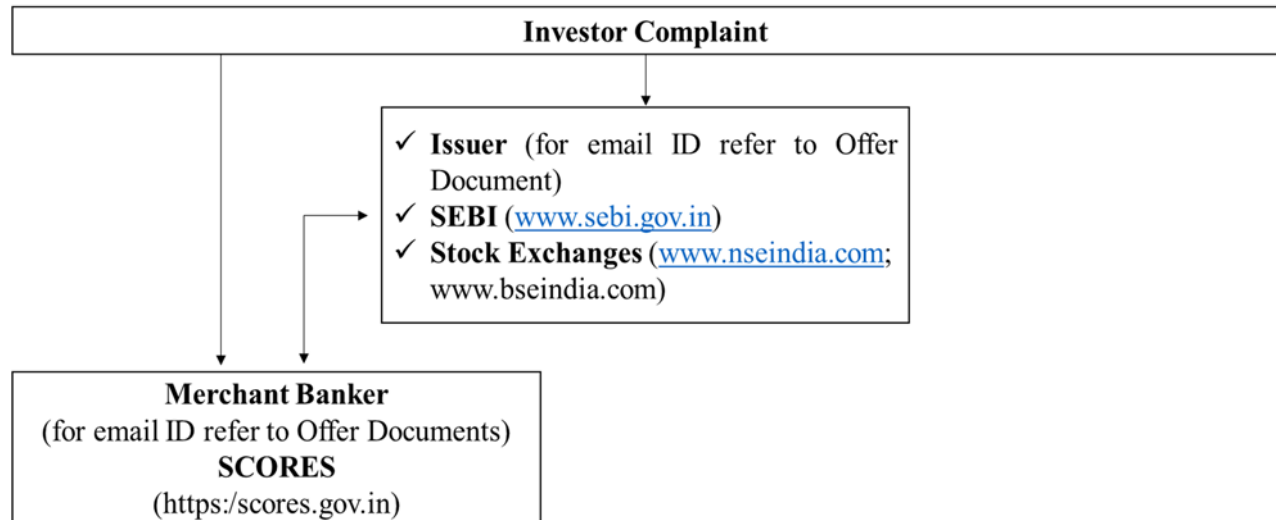 Investor Complaint
✓ Issuer (for email ID refer to Offer
Document)
✓ SEBI (www.sebi.gov.in)
✓ Stock Exchanges (www.nseindia.com;
www.bseindia.com)
Merchant Banker
(for email ID refer to Offer Documents)
SCORES
(https:/scores.gov.in)